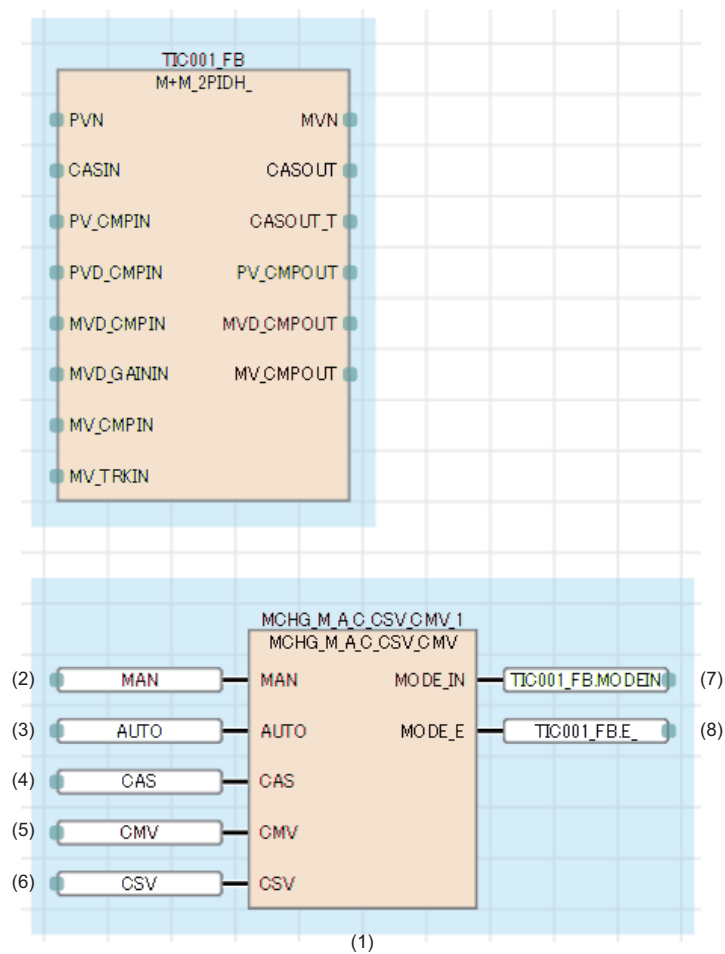 TIC001_FB
M+M_2PIDH_
PVN MVN
CASIN CASOUT
PV_CMPIN CASOUT_T
PVD_CMPIN PV_CMPOUT
MVD_CMPIN MVD_CMPOUT
MVD_GAININ MV_CMPOUT
MV_CMPIN
MV_TRKIN
MCHG_M_A_C_CSV_CMV_1
MCHG_M_A_C_CSV_CMV
(2) MAN MAN MODE_IN TIC001_FB.MODEIN (7)
(3) AUTO AUTO MODE_E TIC001_FB.E_ (8)
(4) CAS CAS
(5) CMV CMV
(6) CSV CSV
(1)